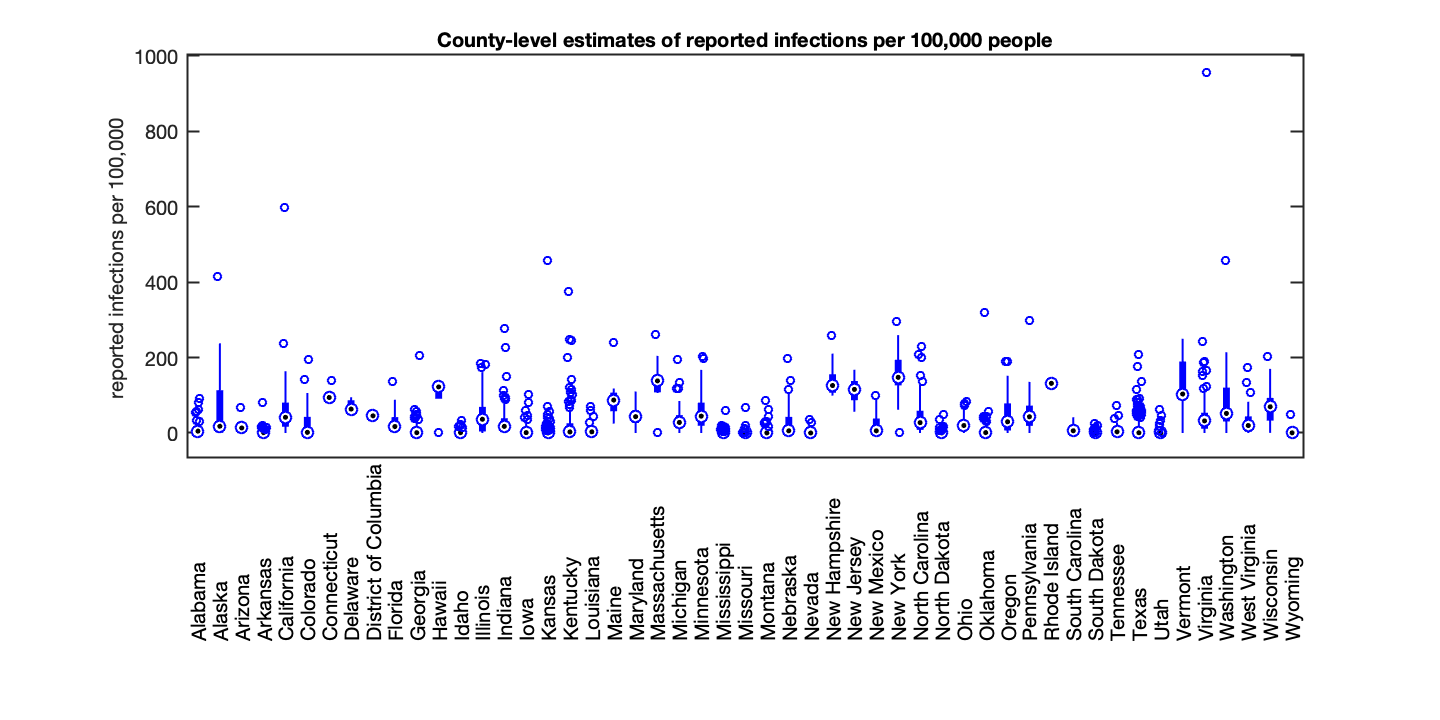 County-level estimates of reported infections per 100,000 people
reported infections per 100,000
1000
800
600
400
200
0
Alabama
Alaska
Arizona
Arkansas
California
Colorado
Connecticut
Delaware
District of Columbia
Florida
Georgia
Hawaii
Idaho
Illinois
Indiana
Iowa
Kansas
Kentucky
Louisiana
Maine
Maryland
Massachusetts
Michigan
Minnesota
Mississippi
Missouri
Montana
Nebraska
Nevada
New Hampshire
New Jersey
New Mexico
New York
North Carolina
North Dakota
Ohio
Oklahoma
Oregon
Pennsylvania
Rhode Island
South Carolina
South Dakota
Tennessee
Texas
Utah
Vermont
Virginia
Washington
West Virginia
Wisconsin
Wyoming